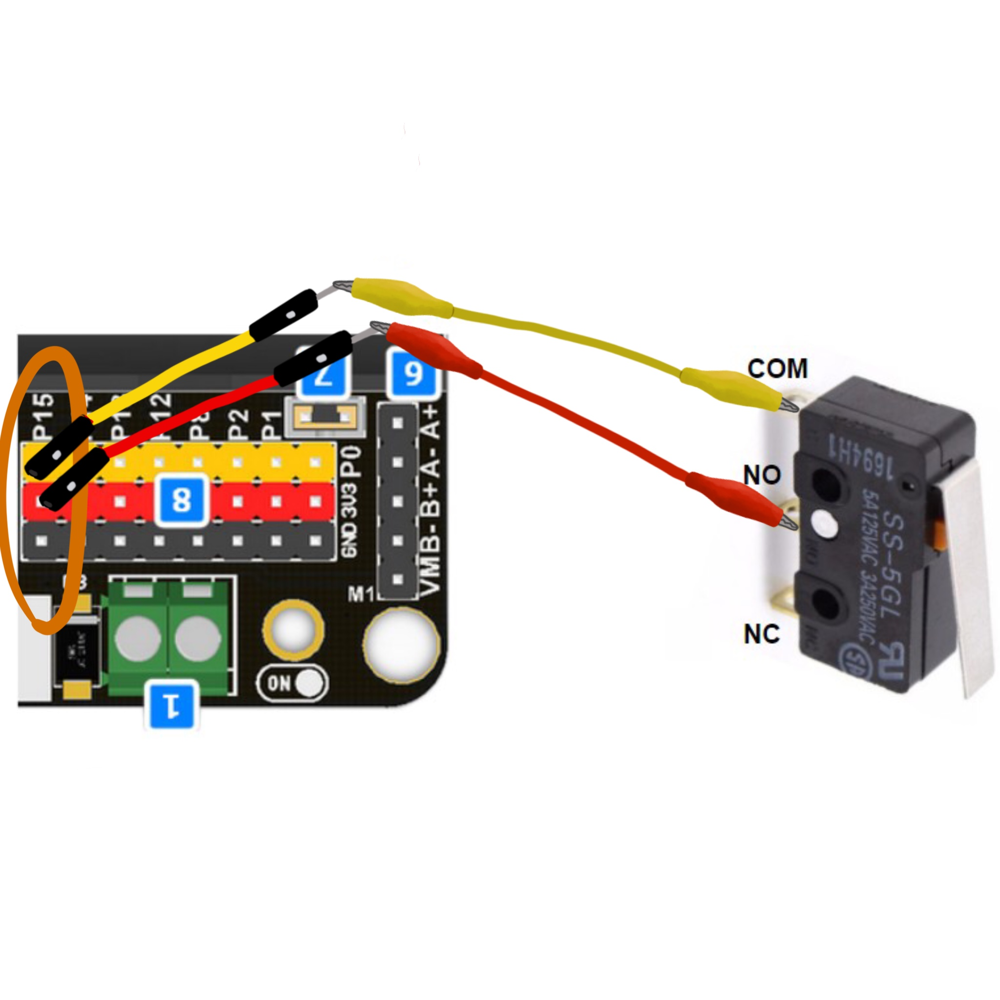 COM
NO
NC
7
9
P15
P12
P8
P2
P1
P0
3V3
GND
8
A+
A-
B+
B-
VM
M1
ON
1
1694H1
SS-5GL
5A125VAC 3A250VAC